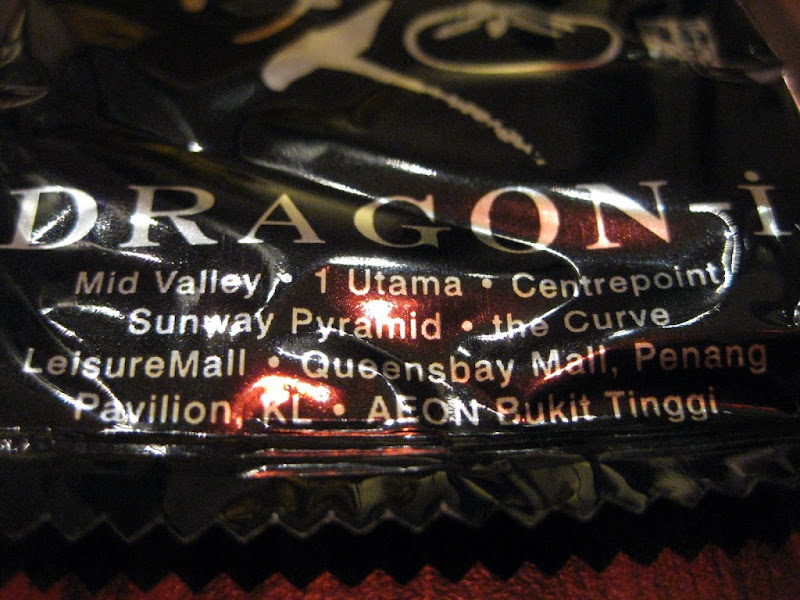 DRAGON-i
Mid Valley • 1 Utama • Centrepoint
Sunway Pyramid • the Curve
LeisureMall • Queensbay Mall, Penang
Pavilion, KL • AEON Bukit Tinggi